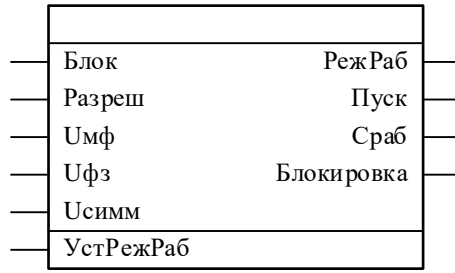 Блок РежРаб
Разреш Пуск
Uмф Сраб
Uфз Блокировка
Uсимм
УстРежРаб